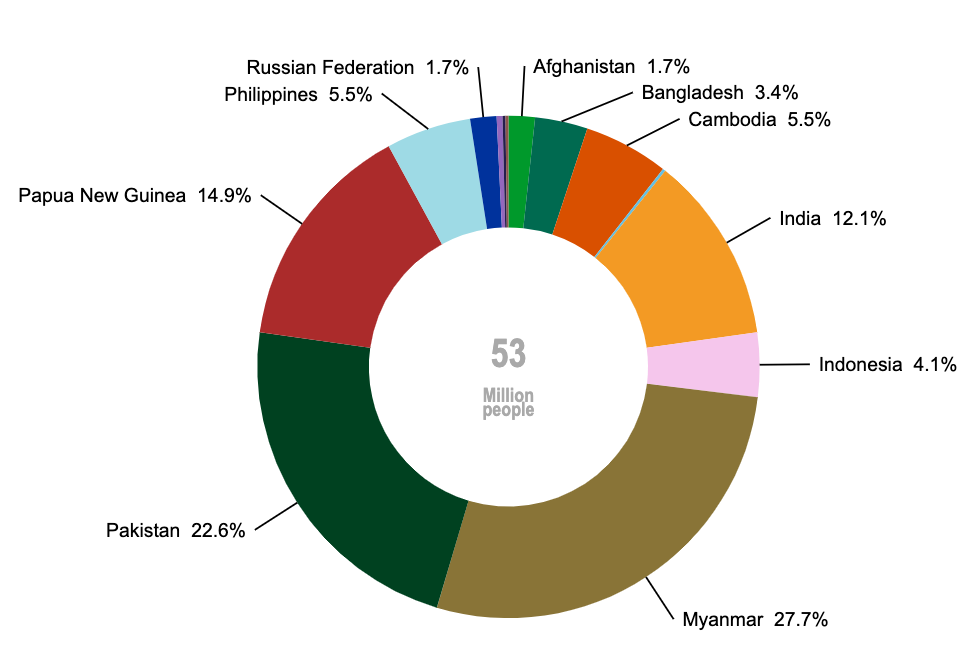 Russian Federation 1.7%
Afghanistan 1.7%
Philippines 5.5%
Bangladesh 3.4%
Cambodia 5.5%
Papua New Guinea 14.9%
India 12.1%
53
Million
people
Indonesia 4.1%
Pakistan 22.6%
Myanmar 27.7%